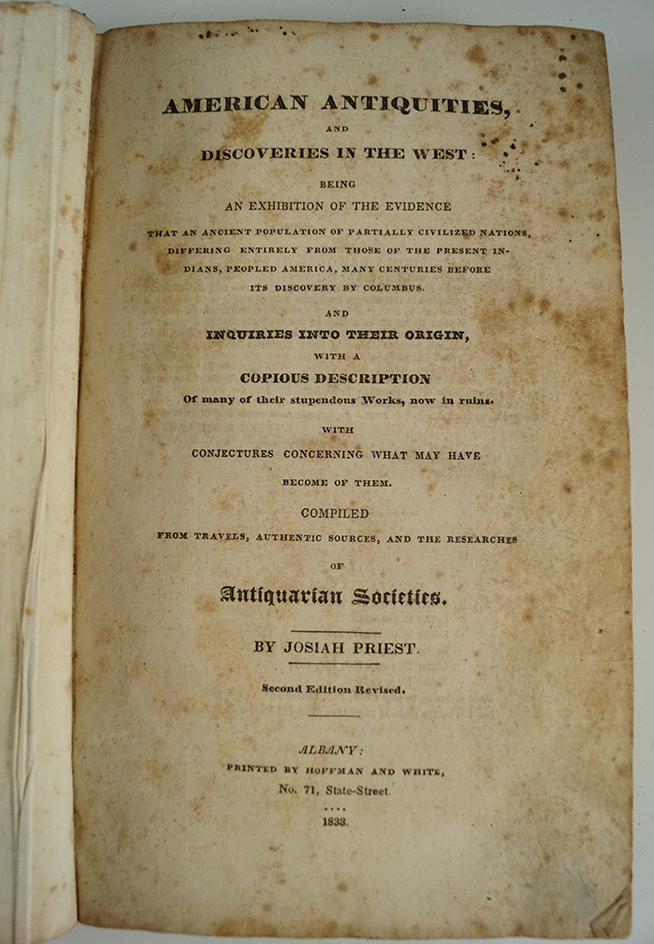 AMERICAN ANTIQUITIES,
AND
DISCOVERIES IN THE WEST:
BEING
AN EXHIBITION OF THE EVIDENCE
THAT AN ANCIENT POPULATION OF PARTIALLY CIVILIZED NATIONS,
DIFFERING ENTIRELY FROM THOSE OF THE PRESENT IN-
DIANS, PEOPLED AMERICA, MANY CENTURIES BEFORE
ITS DISCOVERY BY COLUMBUS.
AND
INQUIRIES INTO THEIR ORIGIN,
WITH A
COPIOUS DESCRIPTION
Of many of their stupendous Works, now in ruins.
WITH
CONJECTURES CONCERNING WHAT MAY HAVE
BECOME OF THEM.
COMPILED
FROM TRAVELS, AUTHENTIC SOURCES, AND THE RESEARCHES
OF
Antiquarian Societies.
BY JOSIAH PRIEST.
Second Edition Revised.
ALBANY:
PRINTED BY HOFFMAN AND WHITE,
No. 71, State-Street.
....
1833.